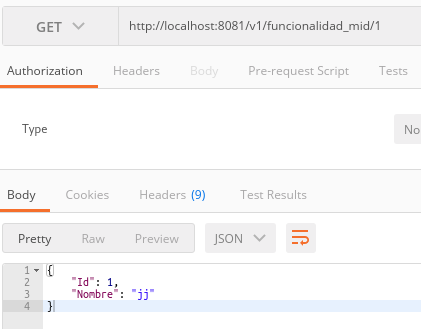 GET http://localhost:8081/v1/funcionalidad_mid/1
Authorization Headers Body Pre-request Script Tests
Type No
Body Cookies Headers (9) Test Results
Pretty Raw Preview JSON
1 {
2 "Id": 1,
3 "Nombre": "jj"
4 }